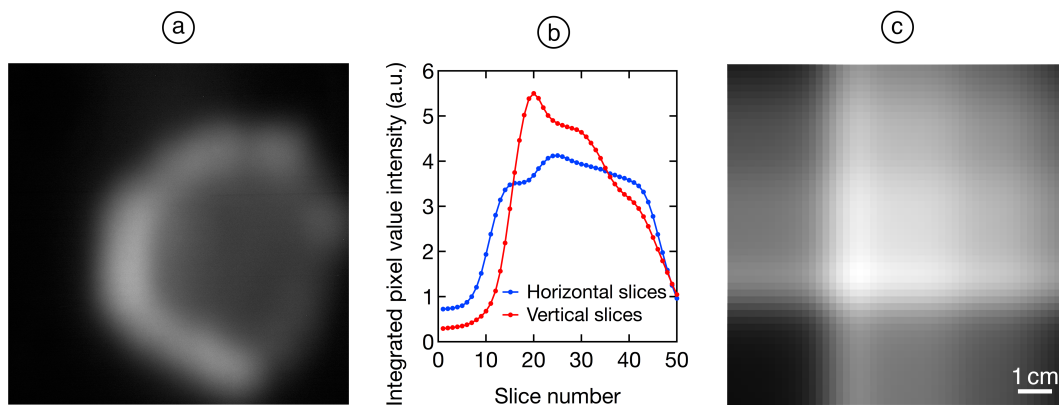 a
b
c
Integrated pixel value intensity (a.u.)
6
5
4
3
2
1
0
Horizontal slices
Vertical slices
0 10 20 30 40 50
Slice number
1 cm